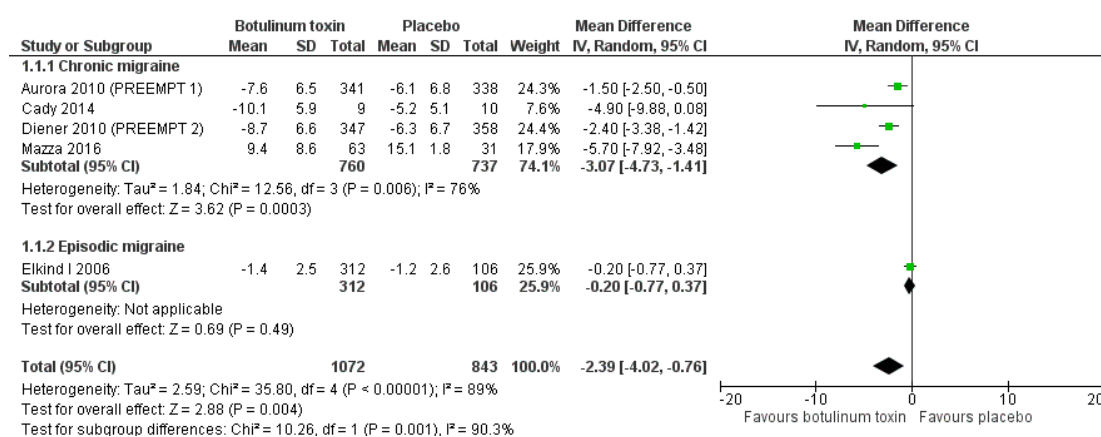 Botulinum toxin Placebo Mean Difference Mean Difference
Study or Subgroup Mean SD Total Mean SD Total Weight IV, Random, 95% CI IV, Random, 95% CI
1.1.1 Chronic migraine
Aurora 2010 (PREEMPT 1) -7.6 6.5 341 -6.1 6.8 338 24.3% -1.50 [-2.50, -0.50]
Cady 2014 -10.1 5.9 9 -5.2 5.1 10 7.6% -4.90 [-9.88, 0.08]
Diener 2010 (PREEMPT 2) -8.7 6.6 347 -6.3 6.7 358 24.4% -2.40 [-3.38, -1.42]
Mazza 2016 9.4 8.6 63 15.1 1.8 31 17.9% -5.70 [-7.92, -3.48]
Subtotal (95% CI) 760 737 74.1% -3.07 [-4.73, -1.41]
Heterogeneity: Tau² = 1.84; Chi² = 12.56, df = 3 (P = 0.006); I² = 76%
Test for overall effect: Z = 3.62 (P = 0.0003)
1.1.2 Episodic migraine
Elkind I 2006 -1.4 2.5 312 -1.2 2.6 106 25.9% -0.20 [-0.77, 0.37]
Subtotal (95% CI) 312 106 25.9% -0.20 [-0.77, 0.37]
Heterogeneity: Not applicable
Test for overall effect: Z = 0.69 (P = 0.49)
Total (95% CI) 1072 843 100.0% -2.39 [-4.02, -0.76]
Heterogeneity: Tau² = 2.59; Chi² = 35.80, df = 4 (P < 0.00001); I² = 89%
Test for overall effect: Z = 2.88 (P = 0.004)
Test for subgroup differences: Chi² = 10.26, df = 1 (P = 0.001), I² = 90.3%
-20 -10 0 10 20
Favours botulinum toxin Favours placebo